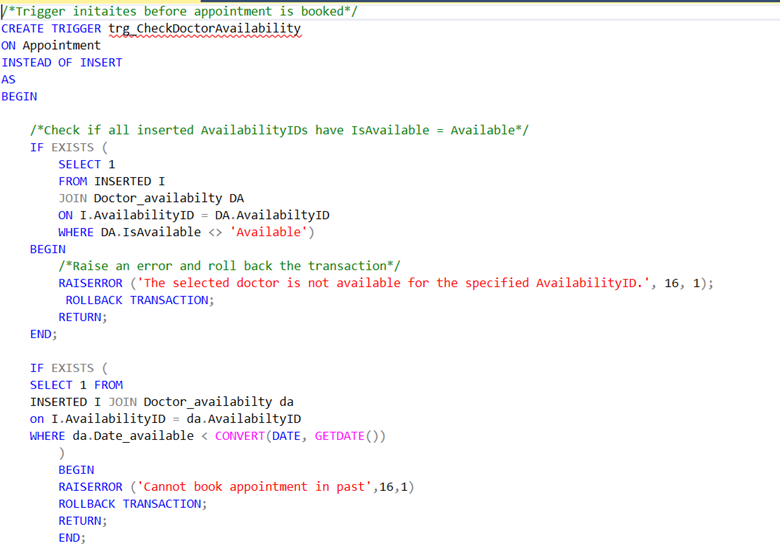 /*Trigger initaites before appointment is booked*/
CREATE TRIGGER trg_CheckDoctorAvailability
ON Appointment
INSTEAD OF INSERT
AS
BEGIN
/*Check if all inserted AvailabilityIDs have IsAvailable = Available*/
IF EXISTS (
SELECT 1
FROM INSERTED I
JOIN Doctor_availabilty DA
ON I.AvailabilityID = DA.AvailabiltyID
WHERE DA.IsAvailable <> 'Available')
BEGIN
/*Raise an error and roll back the transaction*/
RAISERROR ('The selected doctor is not available for the specified AvailabilityID.', 16, 1);
ROLLBACK TRANSACTION;
RETURN;
END;
IF EXISTS (
SELECT 1 FROM
INSERTED I JOIN Doctor_availabilty da
on I.AvailabilityID = da.AvailabiltyID
WHERE da.Date_available < CONVERT(DATE, GETDATE())
)
BEGIN
RAISERROR ('Cannot book appointment in past',16,1)
ROLLBACK TRANSACTION;
RETURN;
END;